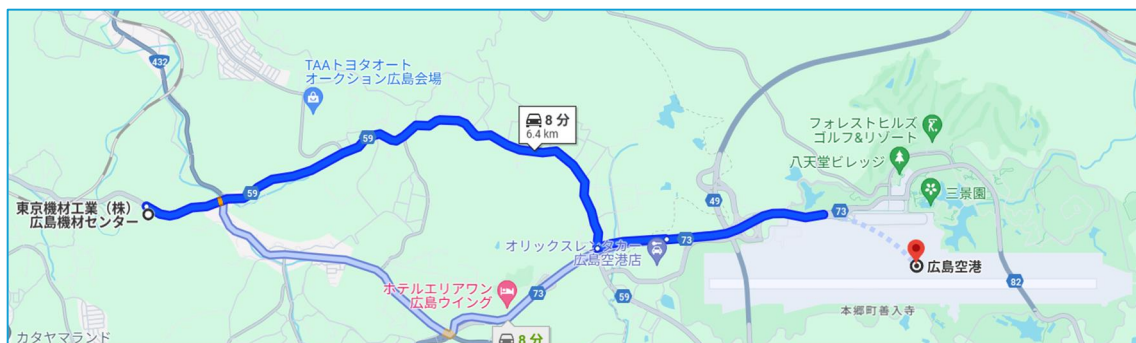 432
TAAトヨタオート
オークション広島会場
59
8 分
6.4 km
フォレストヒルズ
ゴルフ&リゾート
八天堂ビレッジ
三景園
59
49
東京機材工業（株）
広島機材センター
73
73
オリックスレンタカー
広島空港店
広島空港
82
ホテルエリアワン
広島ウイング
73
59
本郷町善入寺
カタヤマランド
8 分